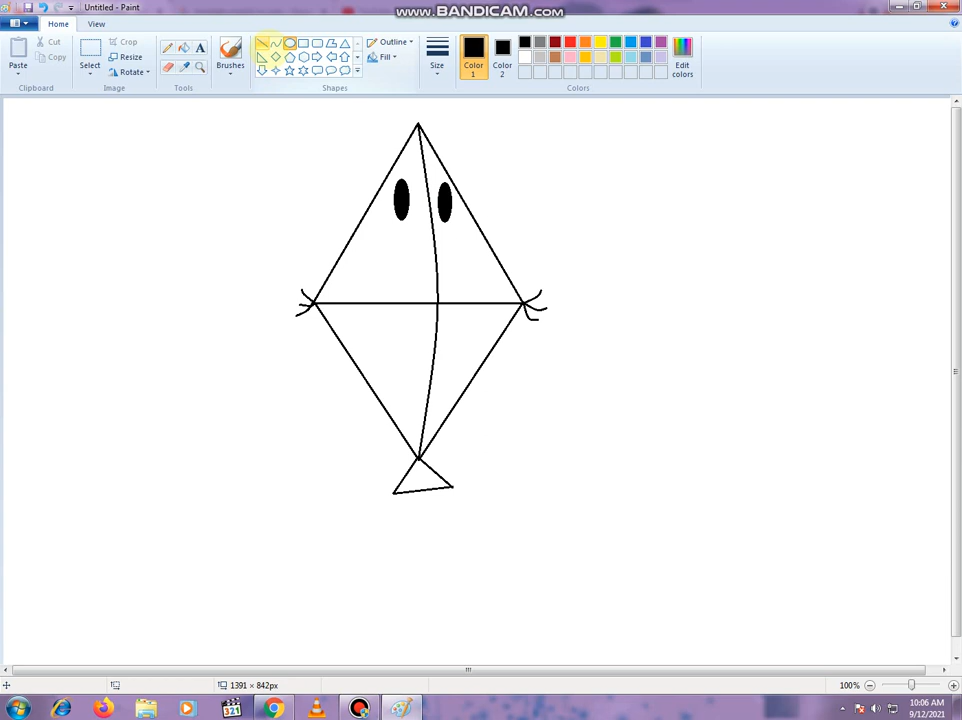 Untitled - Paint
www.BANDICAM.com
Home
View
Paste
Cut
Copy
Clipboard
Select
Crop
Resize
Rotate
Image
Tools
Brushes
Shapes
Outline
Fill
Size
Color
1
Color
2
Edit
colors
Colors
1391 × 842px
100%
321
10:06 AM
9/12/2021